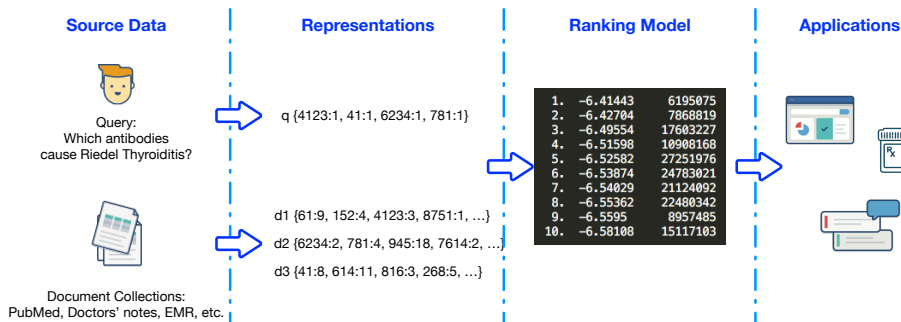 Source Data
Representations
Ranking Model
Applications
Query:
Which antibodies
cause Riedel Thyroiditis?
q {4123:1, 41:1, 6234:1, 781:1}
d1 {61:9, 152:4, 4123:3, 8751:1, …}
d2 {6234:2, 781:4, 945:18, 7614:2, …}
d3 {41:8, 614:11, 816:3, 268:5, …}
Document Collections:
PubMed, Doctors' notes, EMR, etc.
1. -6.41443 6195075
2. -6.42704 7868819
3. -6.49554 17603227
4. -6.51598 10908168
5. -6.52582 27251976
6. -6.53874 24783021
7. -6.54029 21124092
8. -6.55362 22480342
9. -6.5595 8957485
10. -6.58108 15117103
Rx